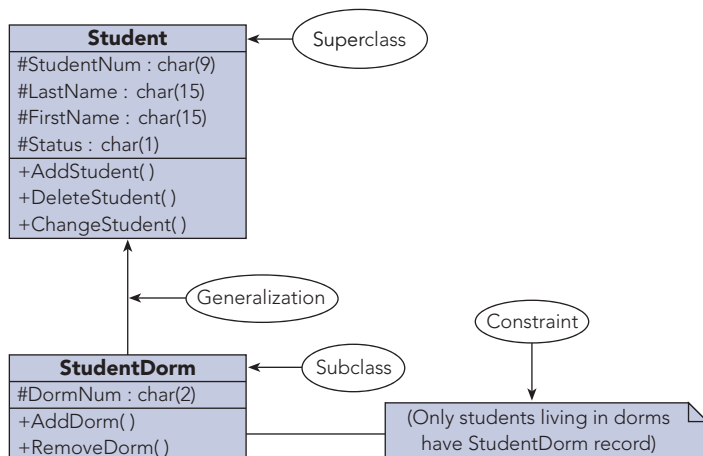 Student
#StudentNum : char(9)
#LastName : char(15)
#FirstName : char(15)
#Status : char(1)
+AddStudent( )
+DeleteStudent( )
+ChangeStudent( )
Superclass
Generalization
Constraint
StudentDorm
#DormNum : char(2)
+AddDorm( )
+RemoveDorm( )
Subclass
(Only students living in dorms
have StudentDorm record)